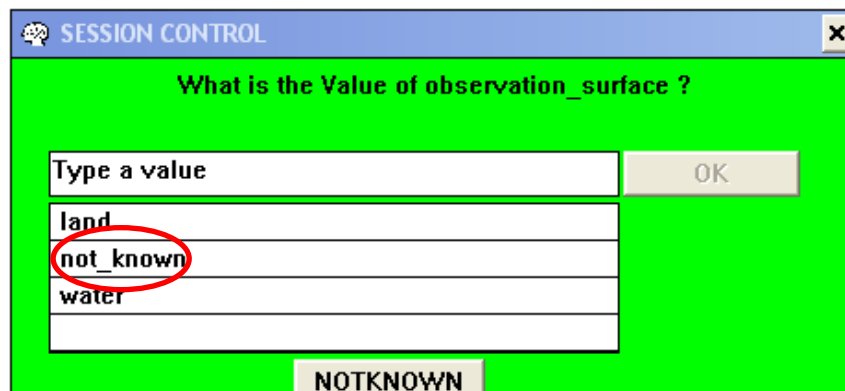 SESSION CONTROL
What is the Value of observation_surface ?
Type a value
OK
land
not_known
water
NOTKNOWN